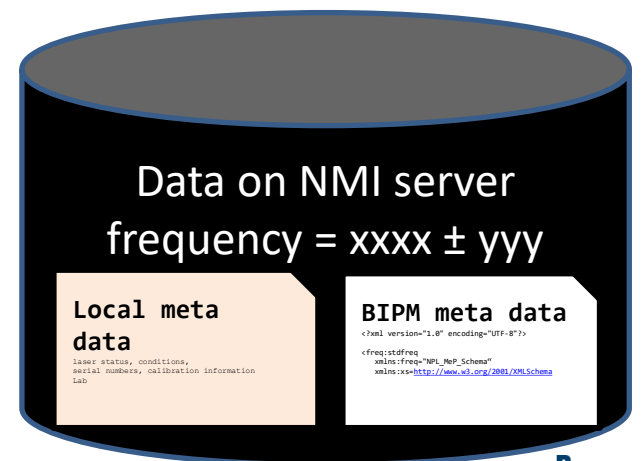 Data on NMI server
frequency = xxxx ± yyy
Local meta
data
laser status, conditions,
serial numbers, calibration information
Lab
BIPM meta data
<?xml version="1.0" encoding="UTF-8"?>
<freq:stdfreq
xmlns:freq="NPL_MeP_Schema“
xmlns:xs=http://www.w3.org/2001/XMLSchema